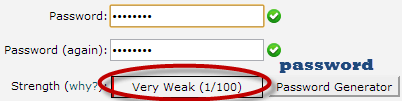 Password: ••••••••
Password (again): ••••••••
password
Strength (why?) Very Weak (1/100) Password Generator